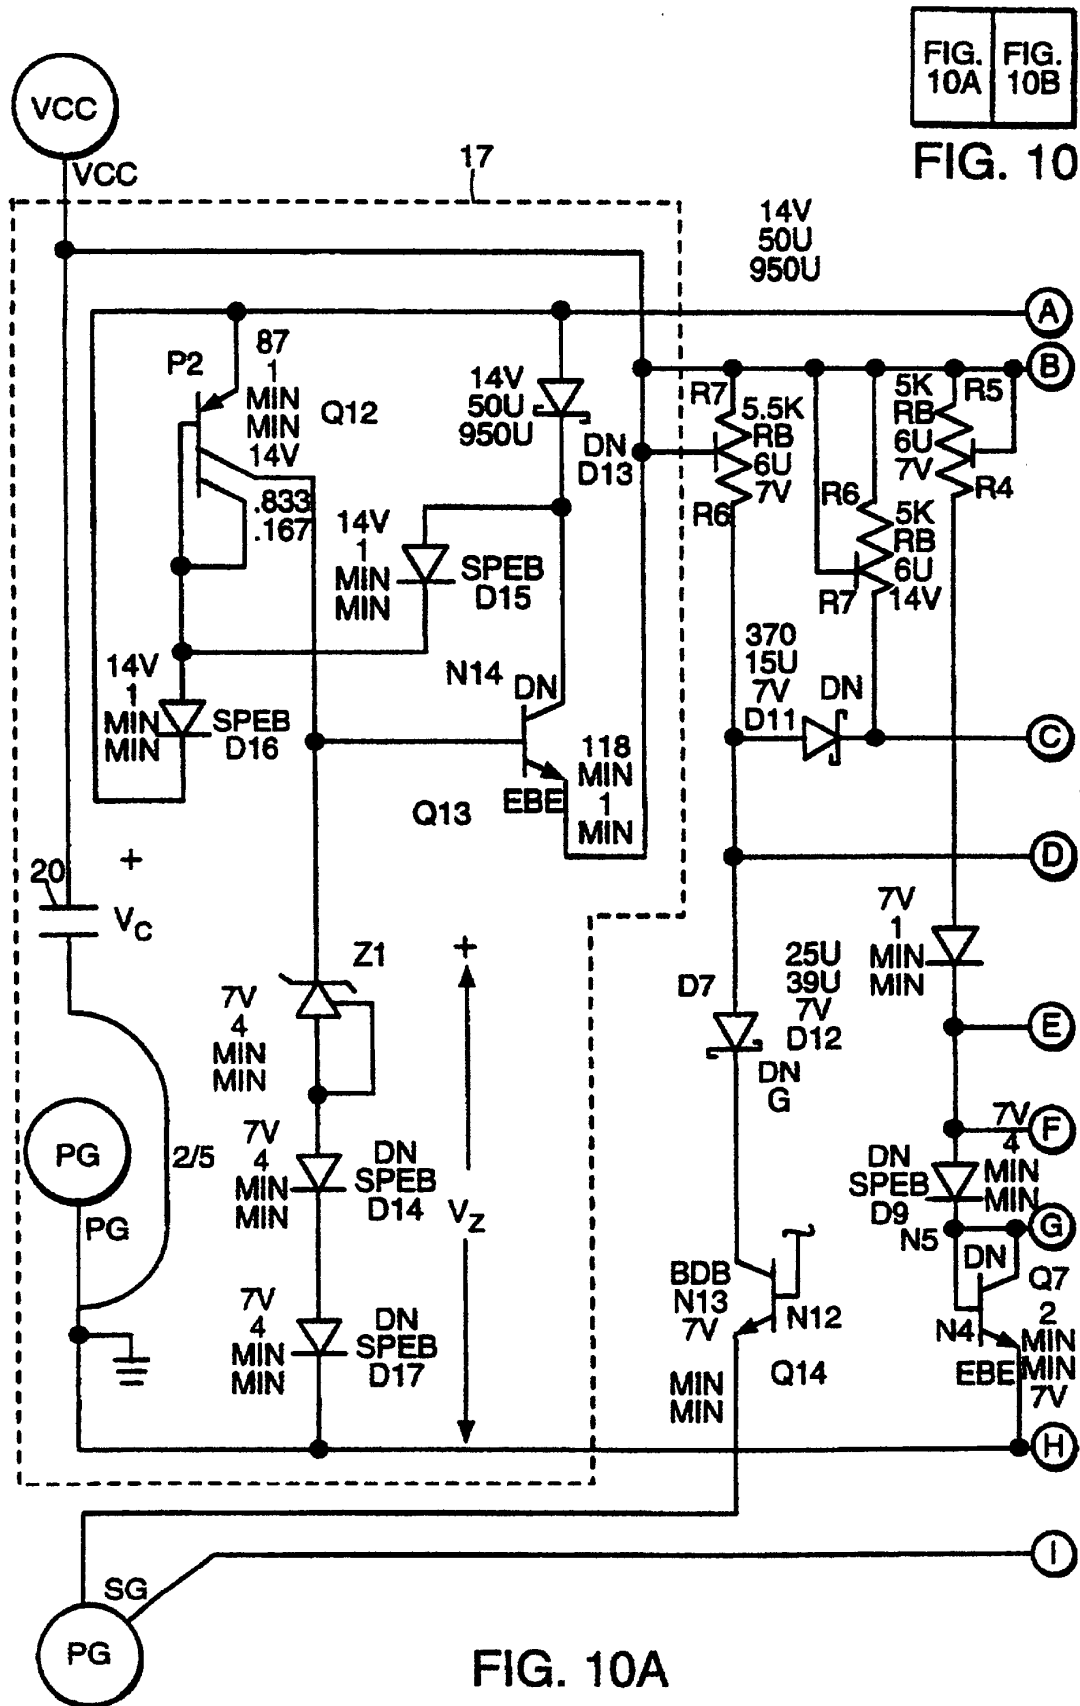 FIG.
10A
FIG.
10B
FIG. 10
VCC
VCC
17
14V
50U
950U
A
B
P2
87
1
MIN
MIN
14V
Q12
.833
.167
14V
50U
950U
DN
D13
R7
5.5K
RB
6U
7V
R6
R6
5K
RB
6U
14V
R7
5K
RB
6U
7V
R5
R4
14V
1
MIN
MIN
SPEB
D15
14V
1
MIN
MIN
SPEB
D16
N14
DN
EBE
118
MIN
1
MIN
Q13
370
15U
7V
D11
DN
C
D
20
+
VC
Z1
7V
4
MIN
MIN
+
VZ
D7
25U
39U
7V
D12
DN
G
7V
1
MIN
MIN
E
F
PG
PG
2/5
7V
4
MIN
MIN
DN
SPEB
D14
7V
4
MIN
MIN
DN
SPEB
D17
7V
4
MIN
MIN
DN
SPEB
D9
G
N5
DN
Q7
2
MIN
MIN
7V
N4
EBE
BDB
N13
7V
N12
Q14
MIN
MIN
H
I
SG
PG
FIG. 10A